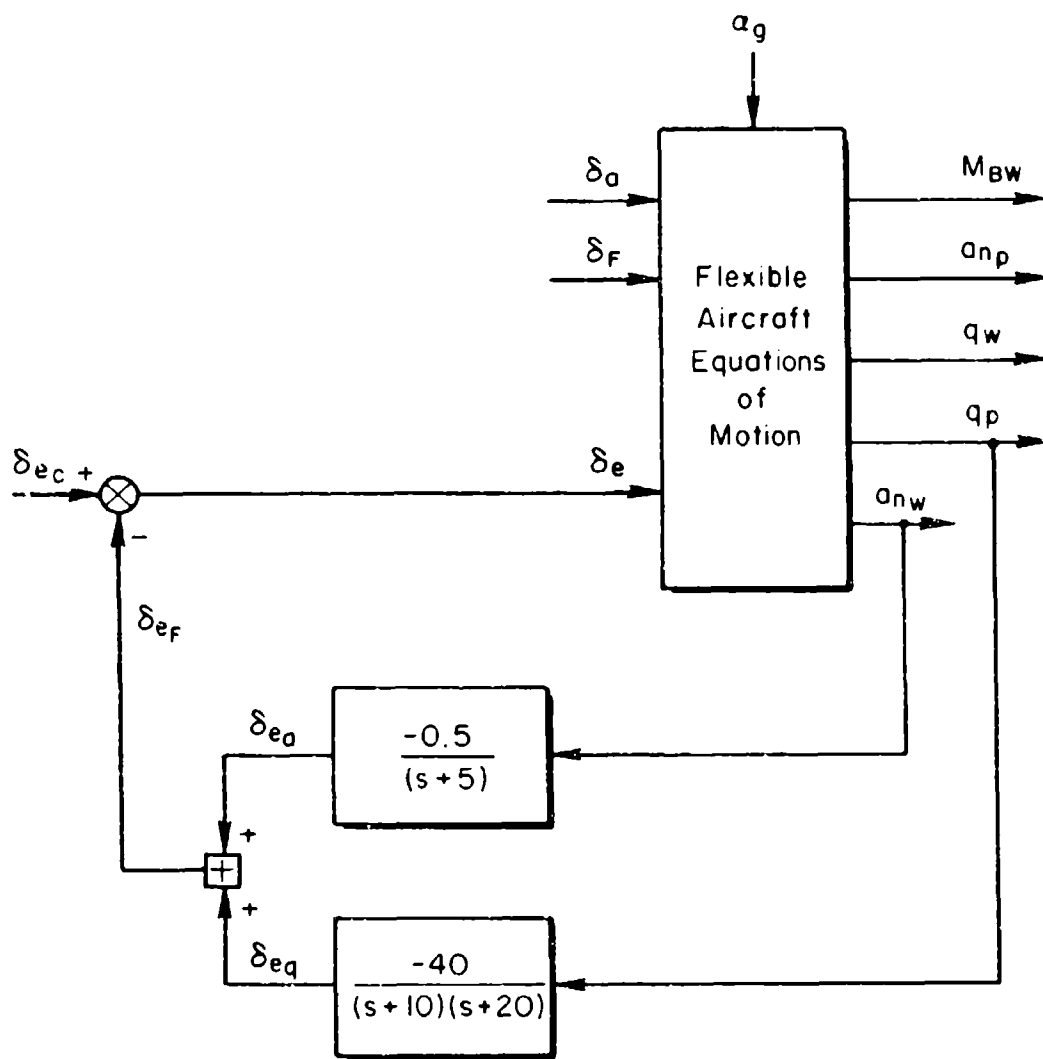 α_g
δ_a
δ_F
δ_e
Flexible
Aircraft
Equations
of
Motion
M_BW
a_np
q_w
q_p
a_nw
δ_ec +
-
δ_eF
δ_ea
-0.5
(s+5)
+
+
+
δ_eq
-40
(s+10)(s+20)